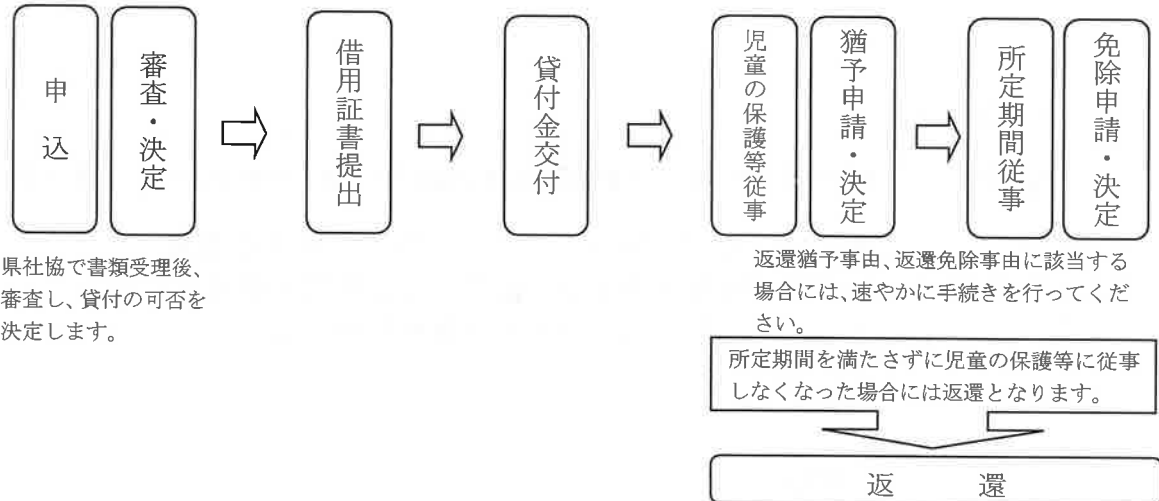 申込
審査・決定
借用証書提出
貸付金交付
児童の保護等従事
猶予申請・決定
所定期間従事
免除申請・決定
県社協で書類受理後、
審査し、貸付の可否を
決定します。
返還猶予事由、返還免除事由に該当する
場合には、速やかに手続きを行ってくだ
さい。
所定期間を満たさずに児童の保護等に従事
しなくなった場合には返還となります。
返還